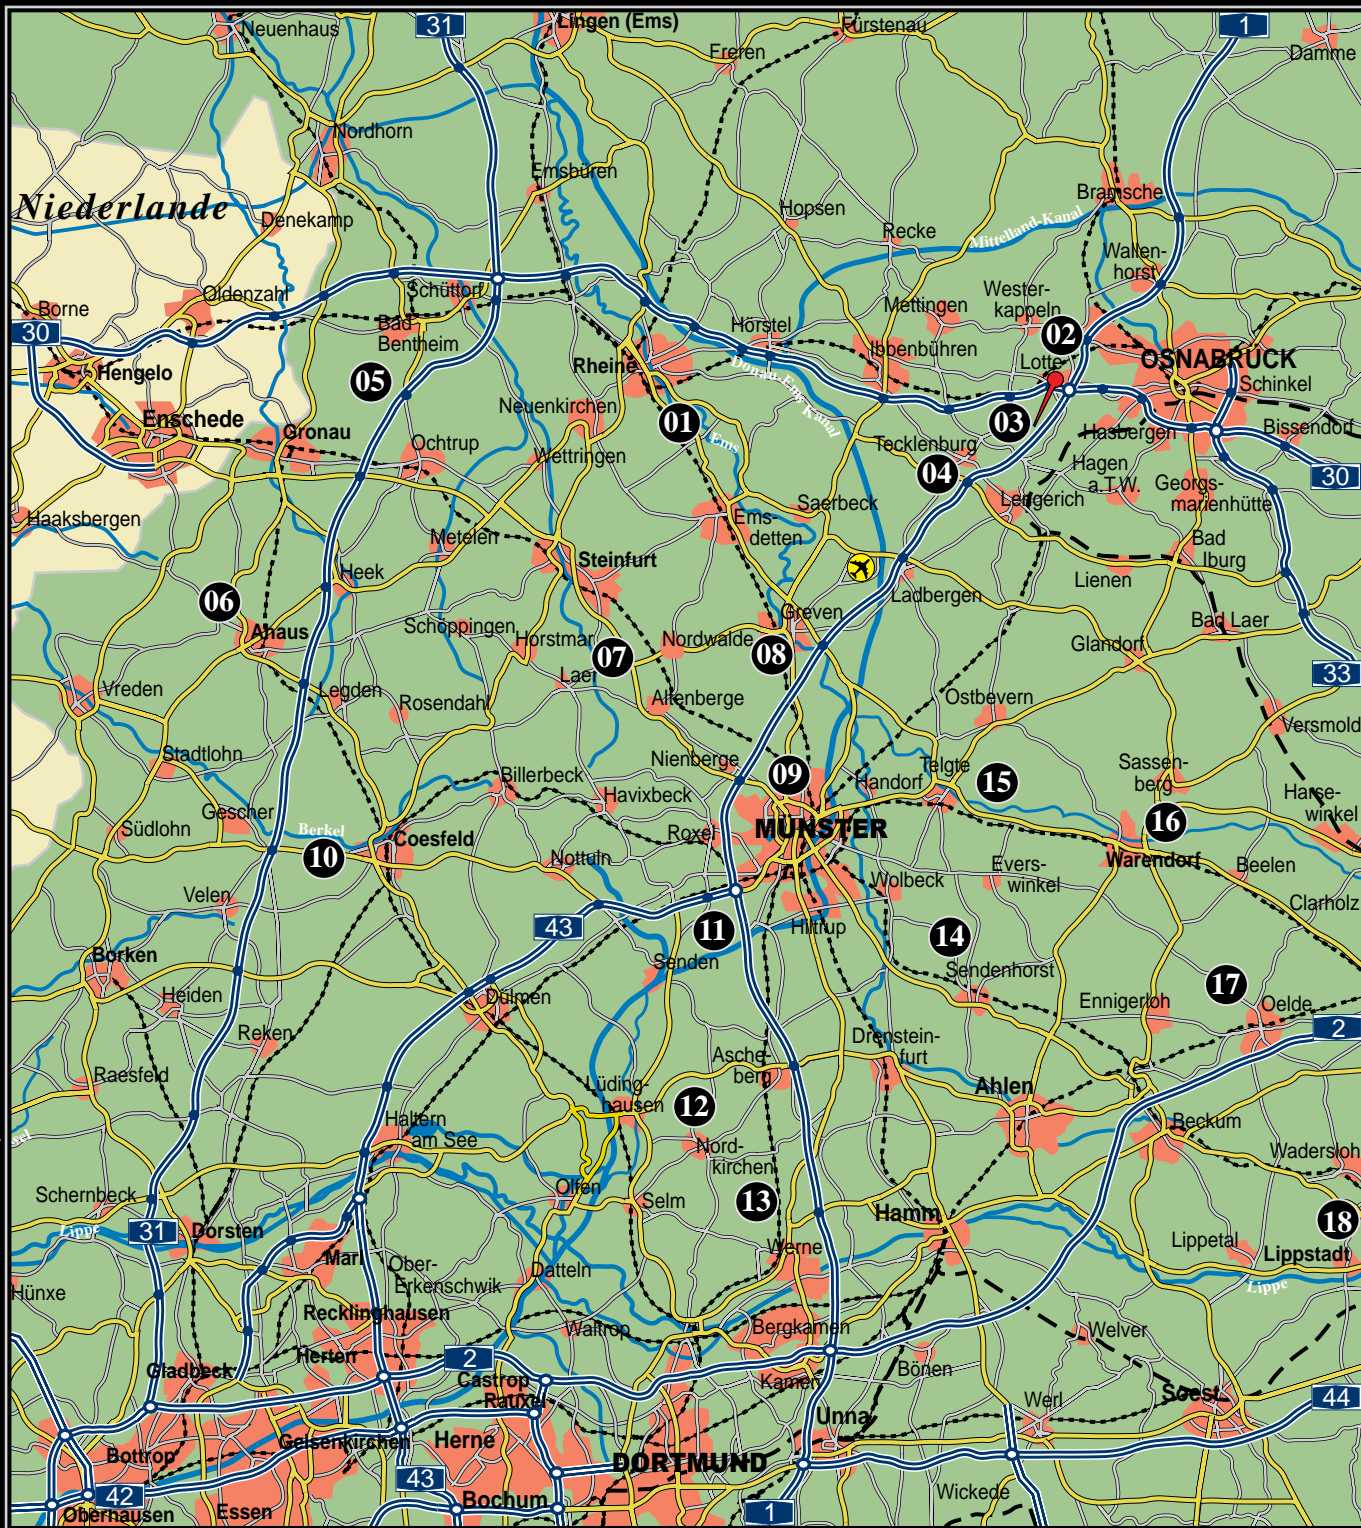 Neuenhaus
31
Lingen (Ems)
Freren
Fürstenau
1
Damme
Nordhorn
Emsbüren
Niederlande
Denekamp
Hopsen
Recke
Mittelland-Kanal
Bramsche
Wallen-
horst
Borne
Oldenzahl
Schüttorf
Bad
Bentheim
30
Hengelo
Hörstel
Mettingen
Wester-
kappeln
02
Ibbenbühren
Lotte
OSNABRÜCK
Schinkel
Rheine
Donau-Ems Kanal
05
Neuenkirchen
01
Ems
03
Enschede
Gronau
Ochtrup
Wettringen
Tecklenburg
Hasbergen
Bissendorf
04
Hagen
a.T.W.
30
Georgs-
marienhütte
Lengerich
Haaksbergen
Saerbeck
Ems-
detten
Metelen
Steinfurt
Bad
Iburg
Lienen
Heek
Ladbergen
06
Ahaus
Schöppingen
Horstmar
07
Nordwalde
Greven
08
Bad Laer
Glandorf
33
Laer
Vreden
Legden
Rosendahl
Altenberge
Ostbevern
Versmold
Stadtlohn
Nienberge
09
Telgte
15
Sassen-
berg
Billerbeck
Havixbeck
Handorf
Harse-
winkel
Gescher
Südlohn
Berkel
Coesfeld
Roxel
MÜNSTER
16
10
Nottuln
Warendorf
Beelen
Evers-
winkel
Wolbeck
Velen
Clarholz
43
11
Hiltrup
14
Borken
Senden
Sendenhorst
Heiden
Dülmen
Ennigerloh
17
Oelde
2
Reken
Drenstein-
furt
Asche-
berg
Raesfeld
Lüding-
hausen
12
Ahlen
Haltern
am See
Beckum
Nord-
kirchen
Wadersloh
Schernbeck
Olfen
Selm
13
Hamm
18
31
Lippe
Dorsten
Lippetal
Lippstadt
Marl
Ober-
Erkenschwik
Werne
Datteln
Lippe
Hünxe
Recklinghausen
Waltrop
Bergkamen
Welver
Herten
2
Gladbeck
Castrop
Rauxel
Kamen
Bönen
Werl
Soest
44
Unna
Gelsenkirchen
Herne
Bottrop
DORTMUND
43
42
Bochum
Wickede
1
Essen
Oberhausen